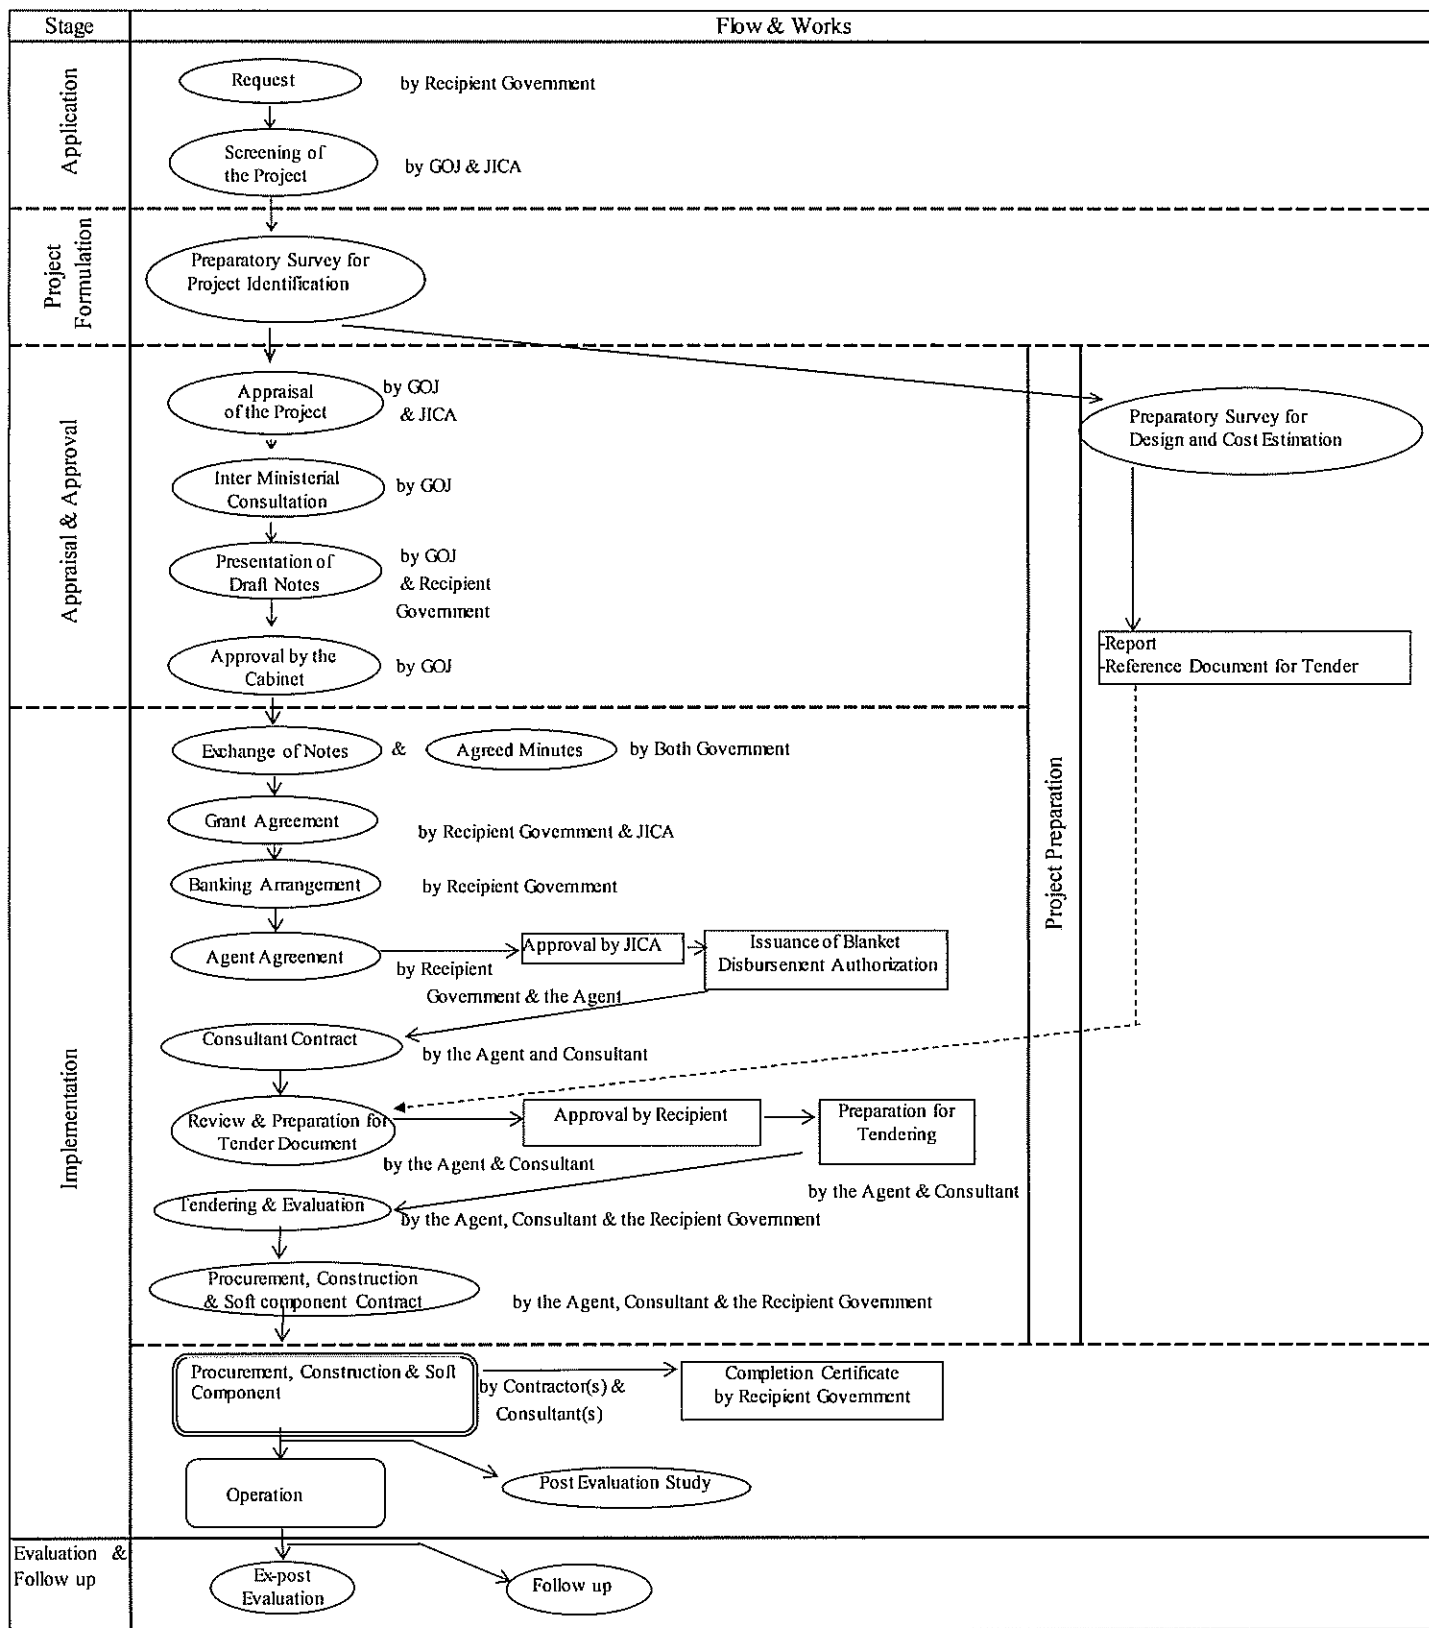 Stage
Flow & Works
Application
Request
by Recipient Government
Screening of
the Project
by GOJ & JICA
Project
Formulation
Preparatory Survey for
Project Identification
Appraisal & Approval
Appraisal
of the Project
by GOJ
& JICA
Inter Ministerial
Consultation
by GOJ
Presentation of
Draft Notes
by GOJ
& Recipient
Government
Approval by the
Cabinet
by GOJ
Project Preparation
Preparatory Survey for
Design and Cost Estimation
-Report
-Reference Document for Tender
Implementation
Exchange of Notes
&
Agreed Minutes
by Both Government
Grant Agreement
by Recipient Government & JICA
Banking Arrangement
by Recipient Government
Agent Agreement
by Recipient
Government & the Agent
Approval by JICA
Issuance of Blanket
Disbursement Authorization
Consultant Contract
by the Agent and Consultant
Review & Preparation for
Tender Document
by the Agent & Consultant
Approval by Recipient
Preparation for
Tendering
by the Agent & Consultant
Tendering & Evaluation
by the Agent, Consultant & the Recipient Government
Procurement, Construction
& Soft component Contract
by the Agent, Consultant & the Recipient Government
Procurement, Construction & Soft
Component
by Contractor(s) &
Consultant(s)
Completion Certificate
by Recipient Government
Operation
Post Evaluation Study
Evaluation &
Follow up
Ex-post
Evaluation
Follow up